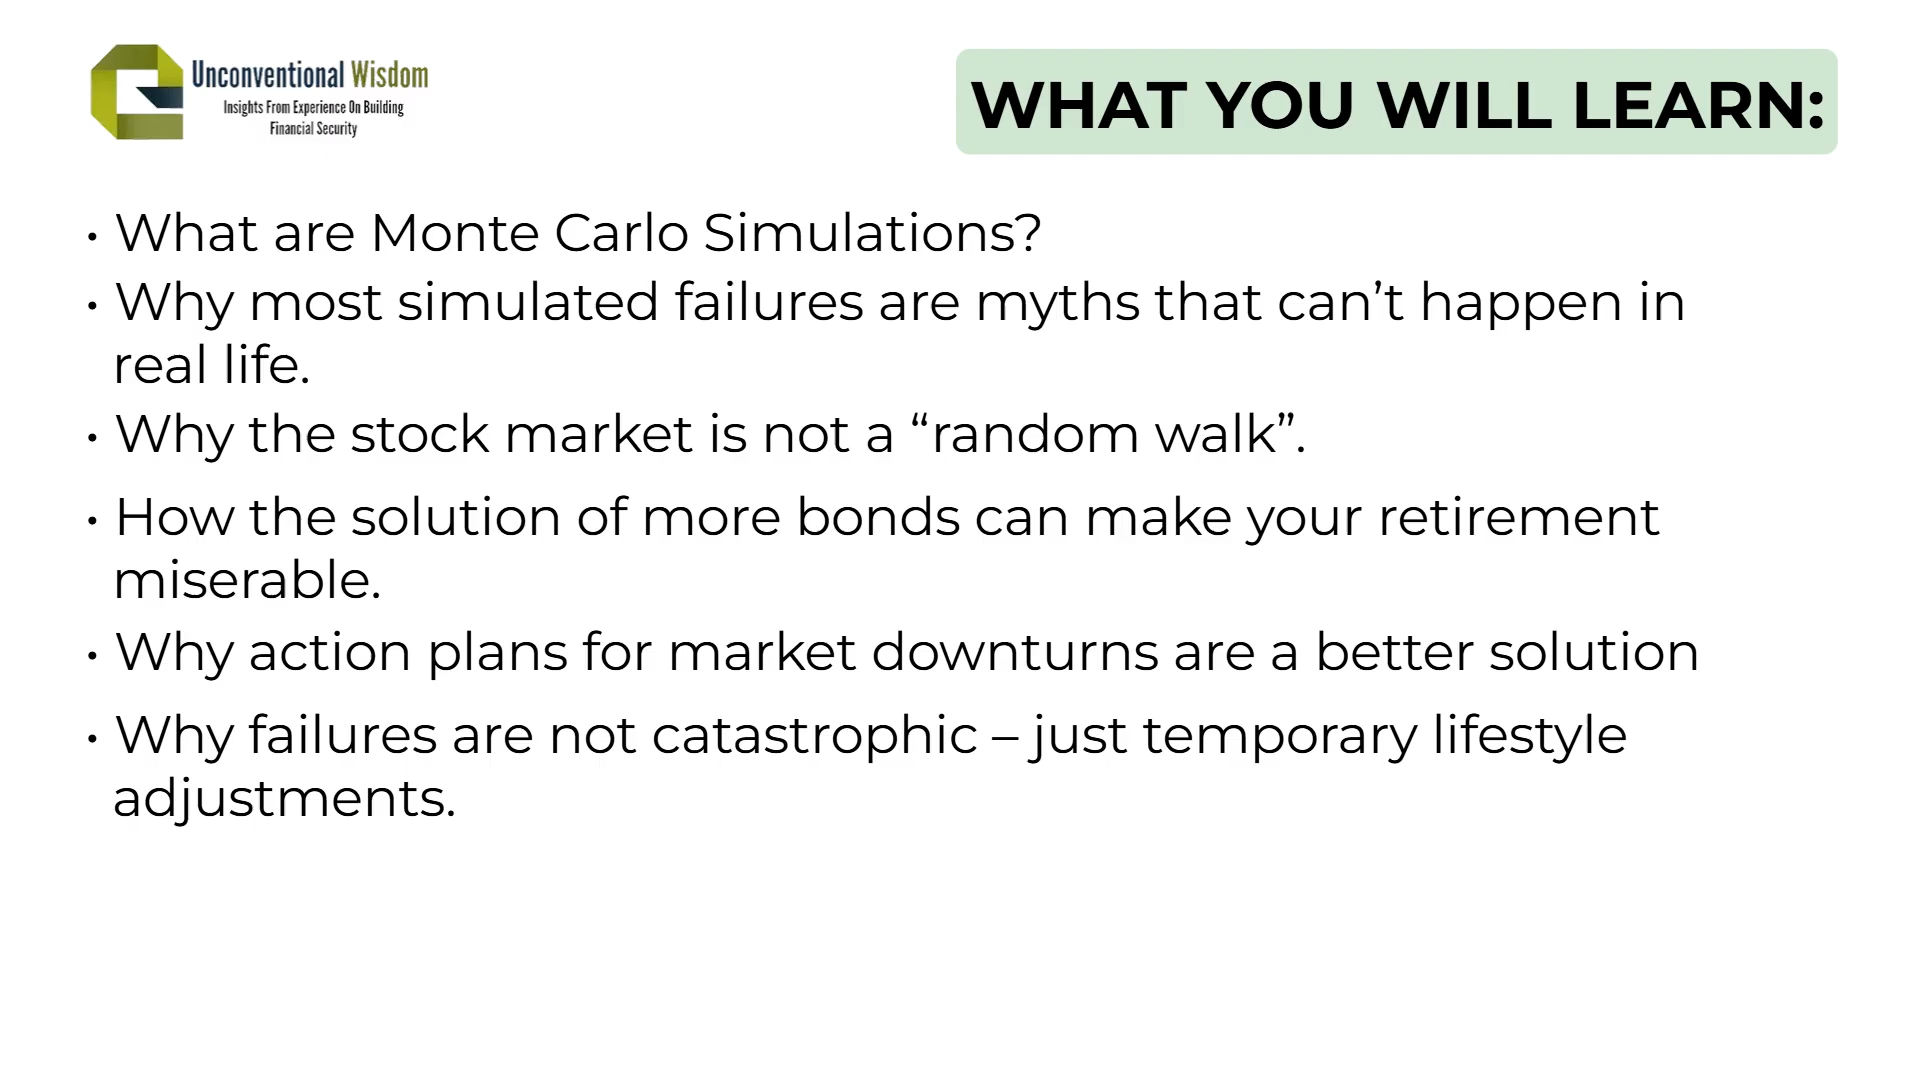 Unconventional Wisdom
Insights From Experience On Building
Financial Security
WHAT YOU WILL LEARN:
• What are Monte Carlo Simulations?
• Why most simulated failures are myths that can’t happen in
real life.
• Why the stock market is not a “random walk”.
• How the solution of more bonds can make your retirement
miserable.
• Why action plans for market downturns are a better solution
• Why failures are not catastrophic – just temporary lifestyle
adjustments.